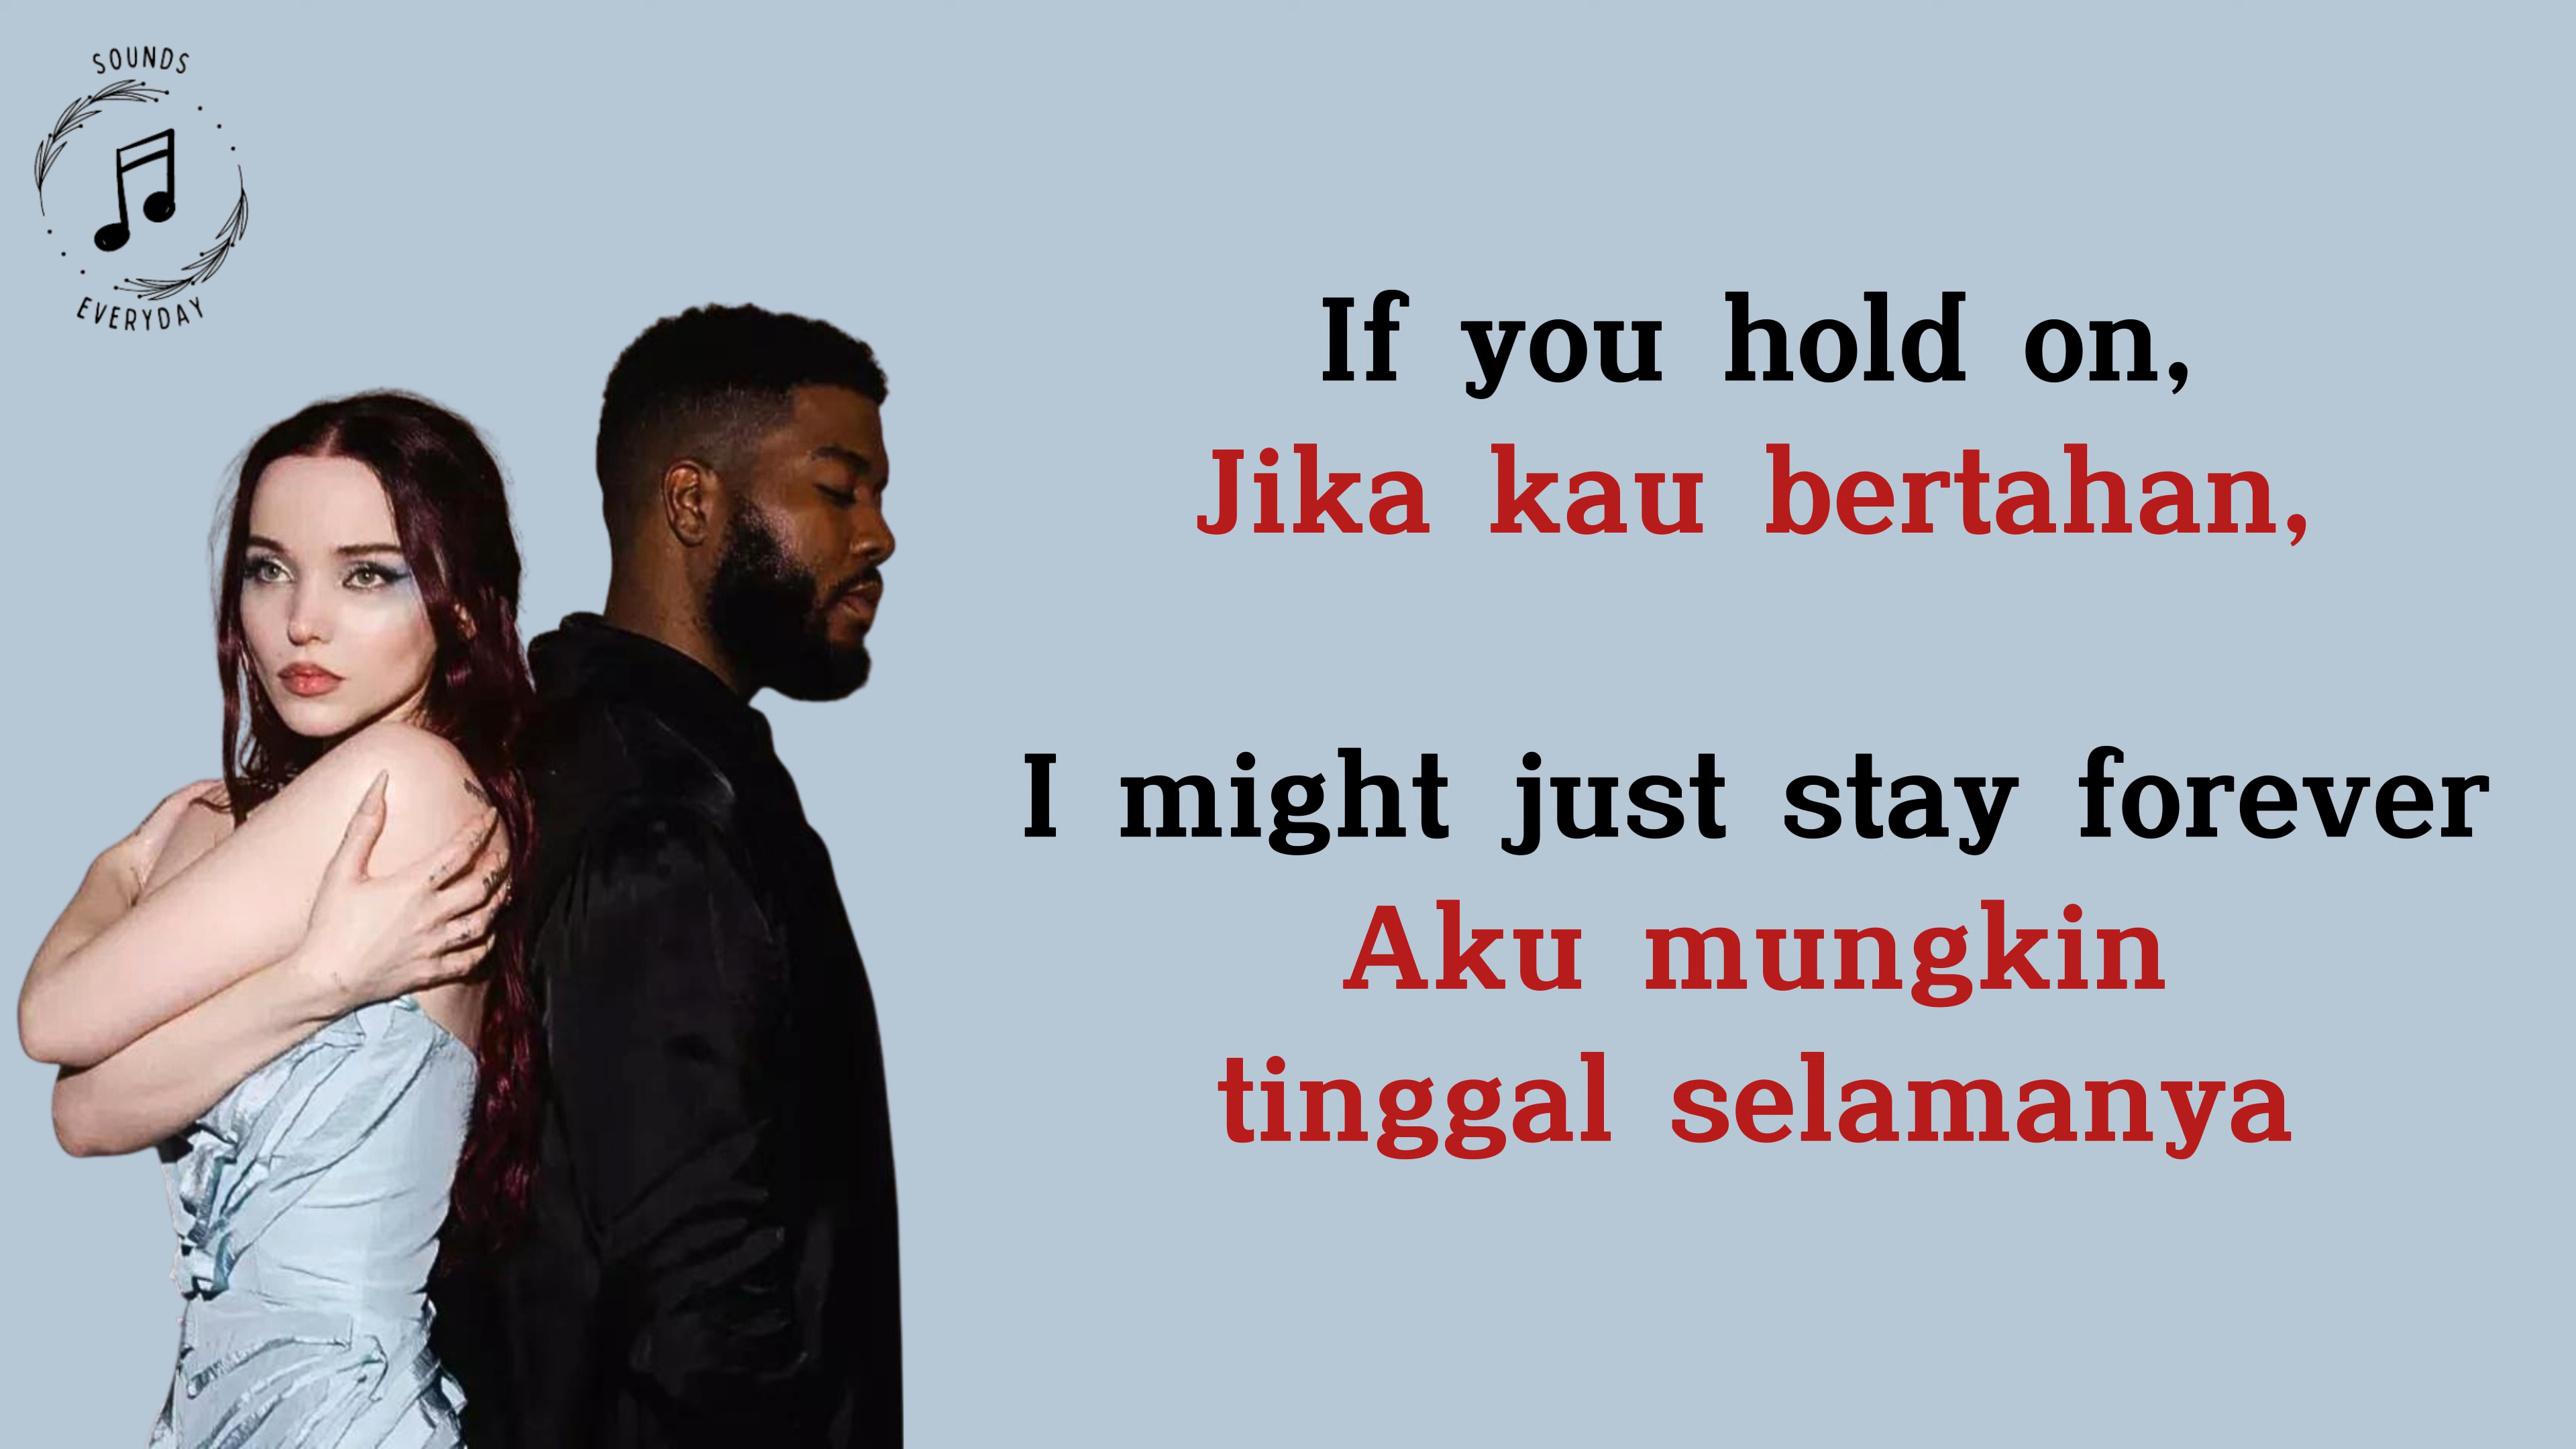 SOUNDS
EVERYDAY
If you hold on,
Jika kau bertahan,
I might just stay forever
Aku mungkin
tinggal selamanya